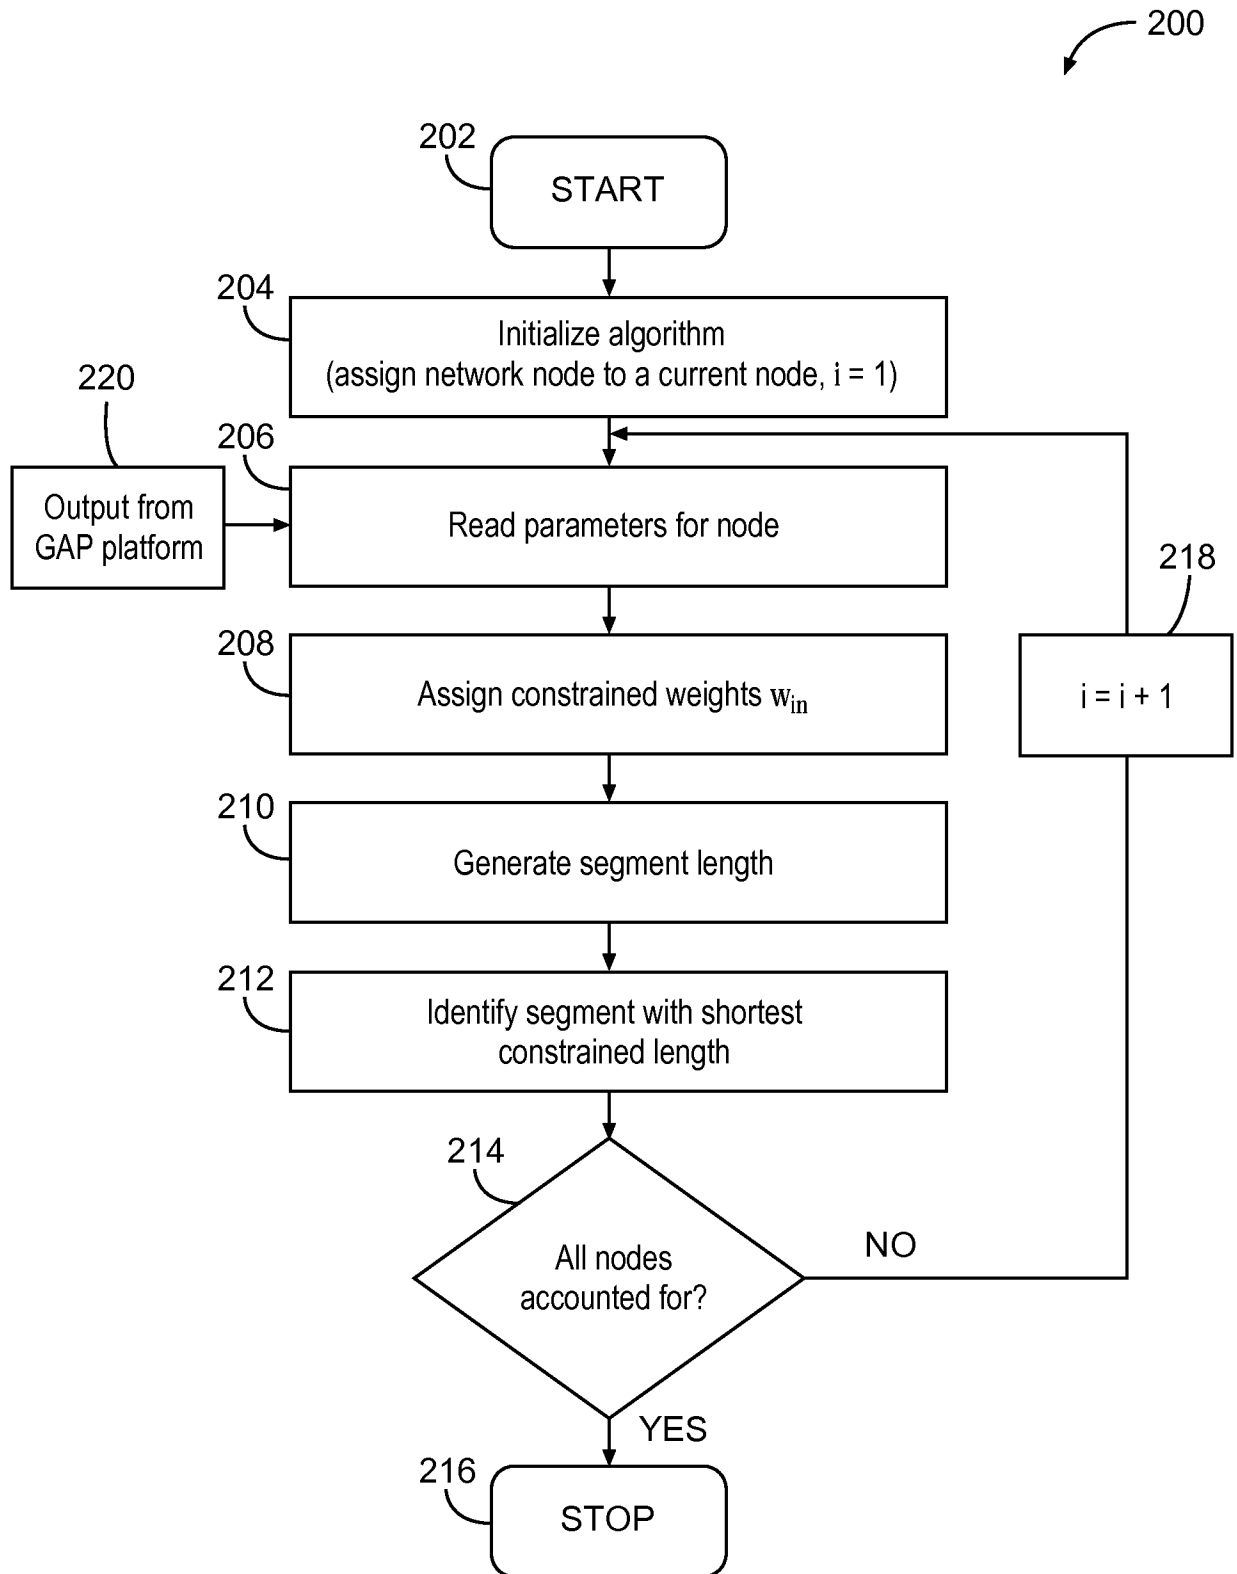 200
202
START
204
Initialize algorithm
(assign network node to a current node, i = 1)
220
206
Output from
GAP platform
Read parameters for node
218
208
Assign constrained weights w_in
i = i + 1
210
Generate segment length
212
Identify segment with shortest
constrained length
214
All nodes
accounted for?
NO
YES
216
STOP